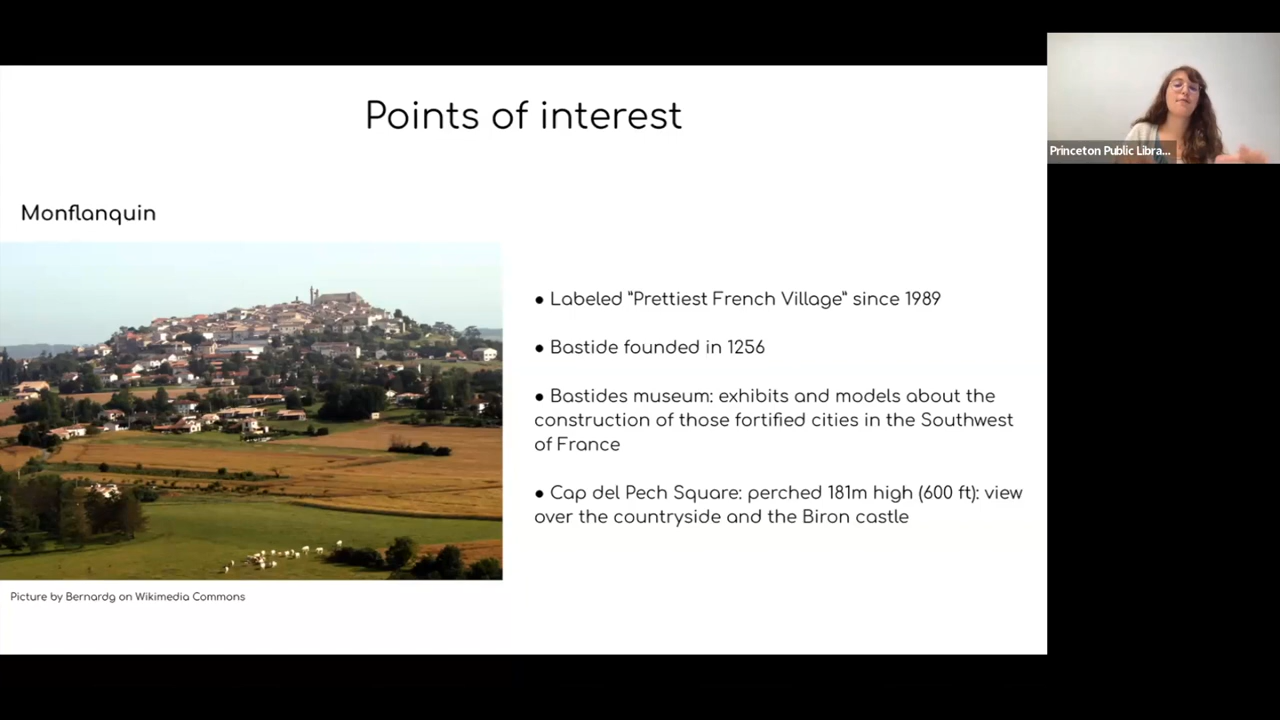 Points of interest
Princeton Public Libra...
Monflanquin
● Labeled "Prettiest French Village" since 1989
● Bastide founded in 1256
● Bastides museum: exhibits and models about the
construction of those fortified cities in the Southwest
of France
● Cap del Pech Square: perched 181m high (600 ft): view
over the countryside and the Biron castle
Picture by Bernardg on Wikimedia Commons